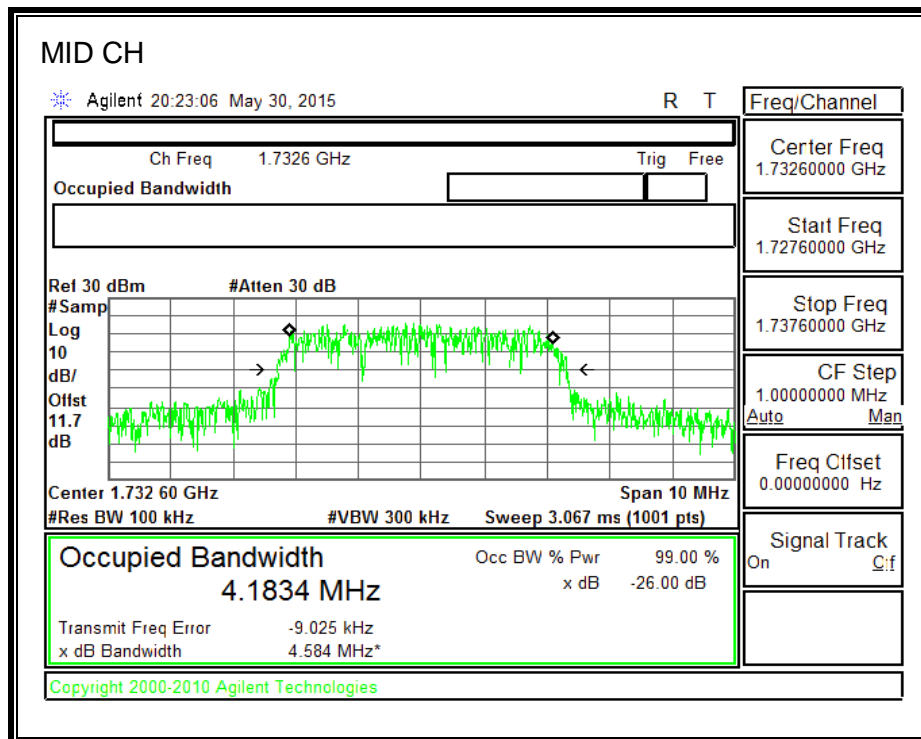 MID CH
Agilent 20:23:06 May 30, 2015 R T
Freq/Channel
Ch Freq 1.7326 GHz Trig Free
Occupied Bandwidth
Center Freq
1.73260000 GHz
Start Freq
1.72760000 GHz
Stop Freq
1.73760000 GHz
CF Step
1.00000000 MHz
Auto Man
Freq Offset
0.00000000 Hz
Signal Track
On Off
Ref 30 dBm #Atten 30 dB
#Samp
Log
10
dB/
Offst
11.7
dB
Center 1.732 60 GHz Span 10 MHz
#Res BW 100 kHz #VBW 300 kHz Sweep 3.067 ms (1001 pts)
Occupied Bandwidth Occ BW % Pwr 99.00 %
4.1834 MHz x dB -26.00 dB
Transmit Freq Error -9.025 kHz
x dB Bandwidth 4.584 MHz*
Copyright 2000-2010 Agilent Technologies